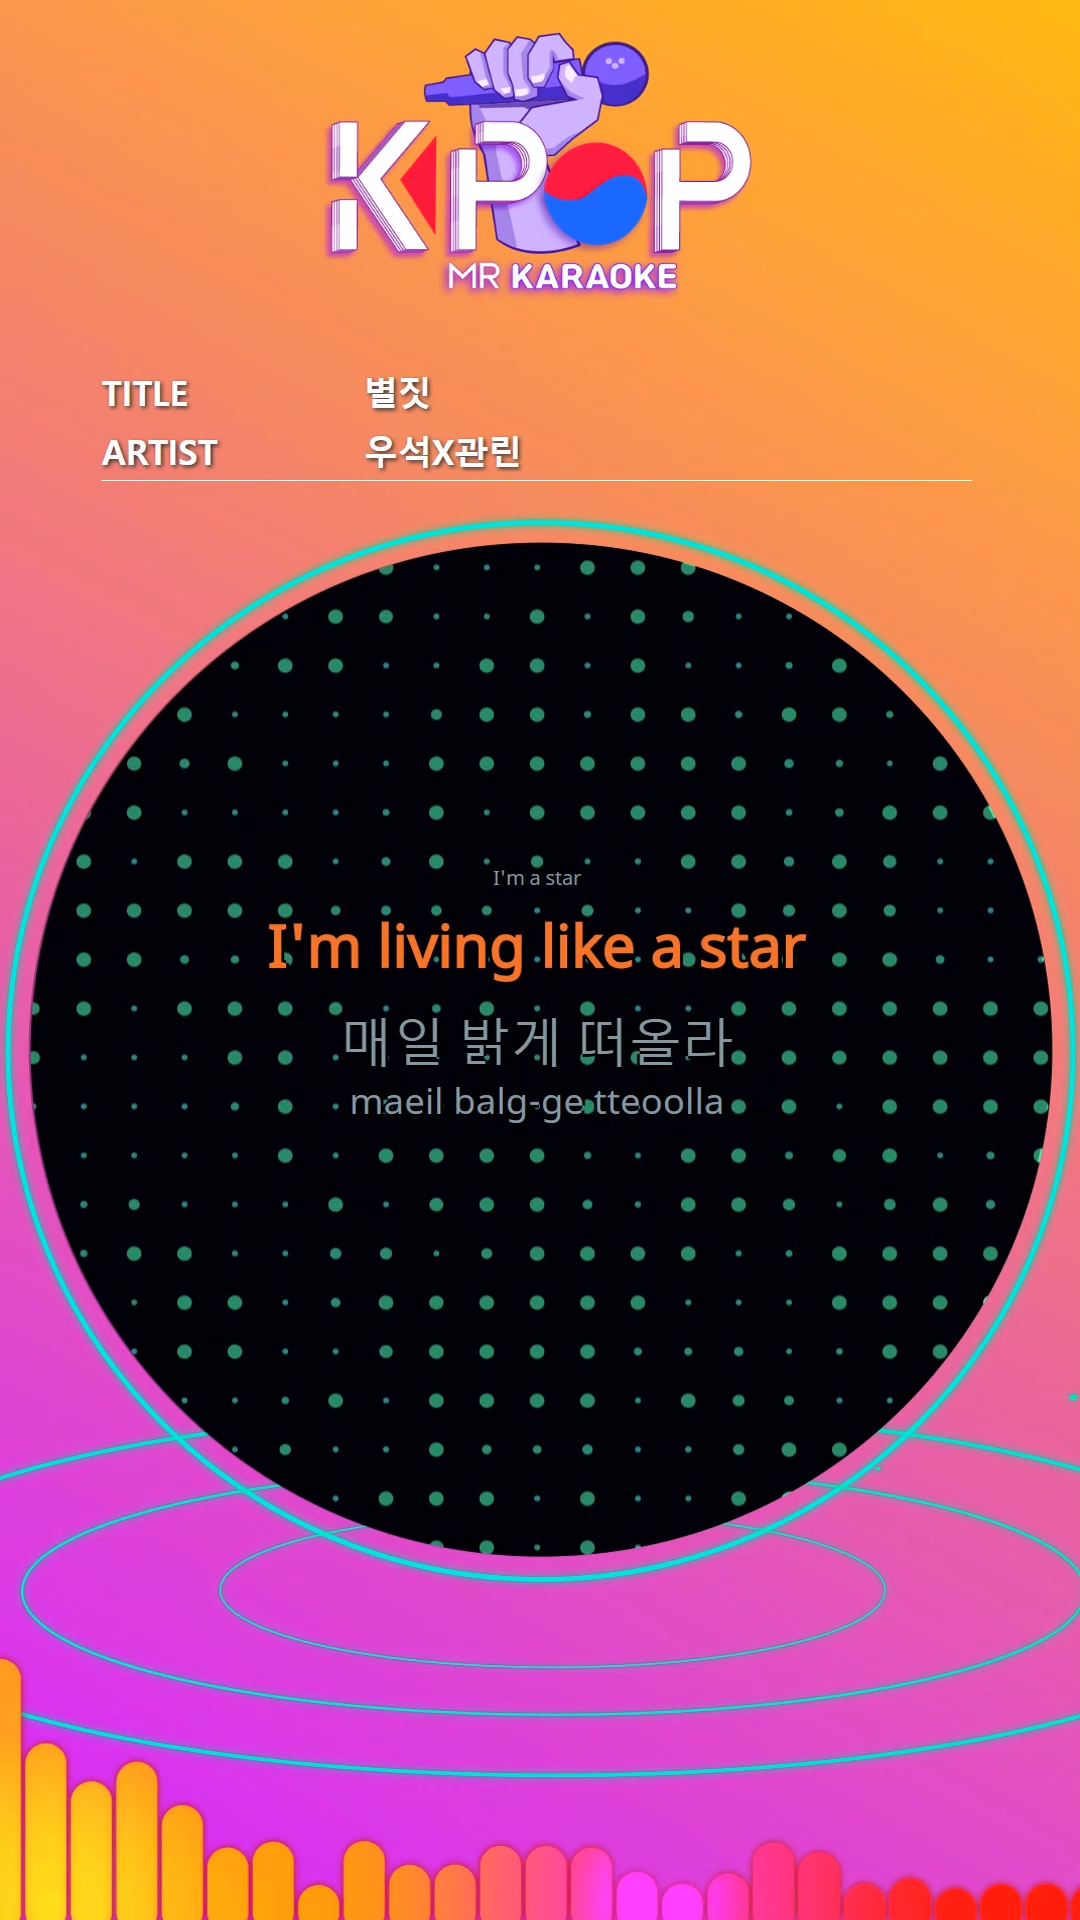 KPOP
MR KARAOKE
TITLE 별짓
ARTIST 우석X관린
I'm a star
I'm living like a star
매일 밝게 떠올라
maeil balg-ge tteoolla